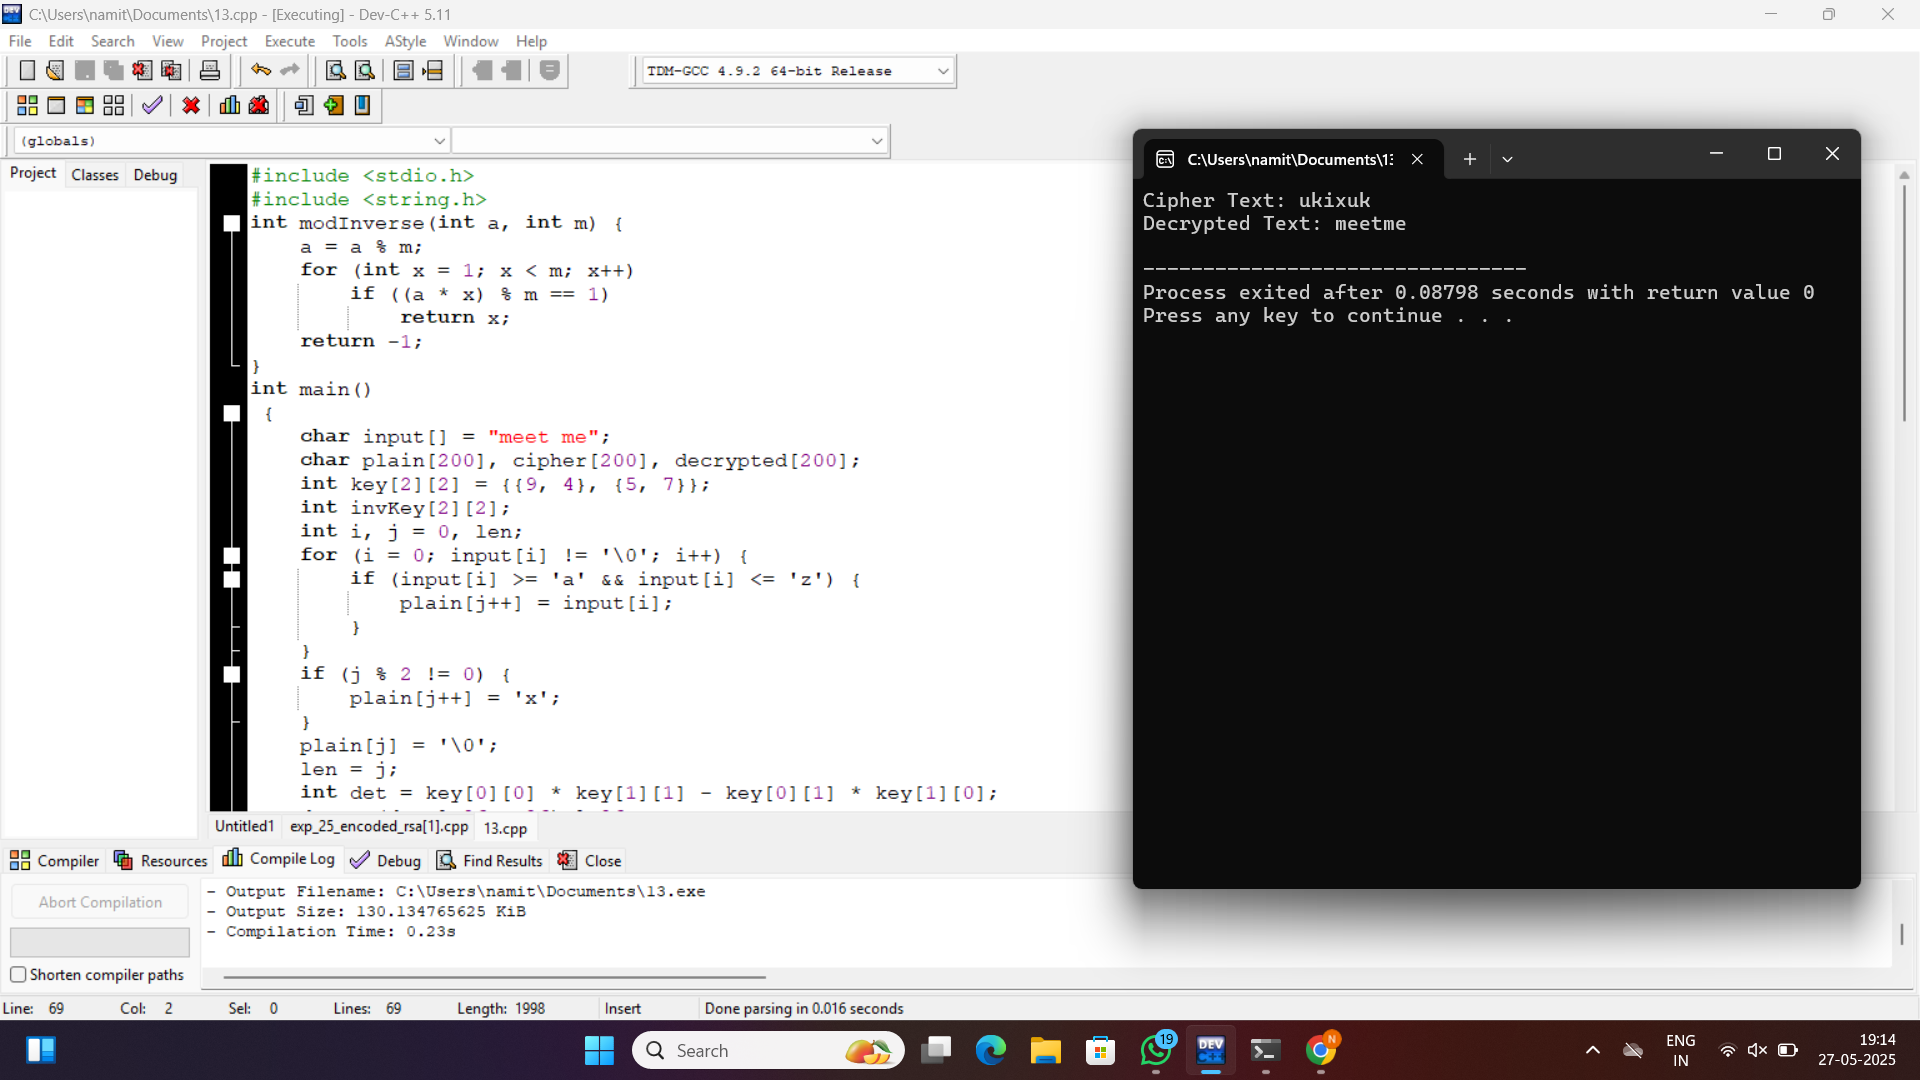 C:\Users\namit\Documents\13.cpp - [Executing] - Dev-C++ 5.11
File Edit Search View Project Execute Tools AStyle Window Help
TDM-GCC 4.9.2 64-bit Release
(globals)
Project Classes Debug
#include <stdio.h>
#include <string.h>
int modInverse(int a, int m) {
    a = a % m;
    for (int x = 1; x < m; x++)
        if ((a * x) % m == 1)
            return x;
    return -1;
}
int main()
 {
    char input[] = "meet me";
    char plain[200], cipher[200], decrypted[200];
    int key[2][2] = {{9, 4}, {5, 7}};
    int invKey[2][2];
    int i, j = 0, len;
    for (i = 0; input[i] != '\0'; i++) {
        if (input[i] >= 'a' && input[i] <= 'z') {
            plain[j++] = input[i];
        }
    }
    if (j % 2 != 0) {
        plain[j++] = 'x';
    }
    plain[j] = '\0';
    len = j;
    int det = key[0][0] * key[1][1] - key[0][1] * key[1][0];
Untitled1 exp_25_encoded_rsa[1].cpp 13.cpp
C:\Users\namit\Documents\13
Cipher Text: ukixuk
Decrypted Text: meetme
--------------------------------
Process exited after 0.08798 seconds with return value 0
Press any key to continue . . .
Compiler Resources Compile Log Debug Find Results Close
Abort Compilation
Shorten compiler paths
- Output Filename: C:\Users\namit\Documents\13.exe
- Output Size: 130.134765625 KiB
- Compilation Time: 0.23s
Line: 69 Col: 2 Sel: 0 Lines: 69 Length: 1998 Insert Done parsing in 0.016 seconds
Search
19
DEV
N
ENG
IN
19:14
27-05-2025